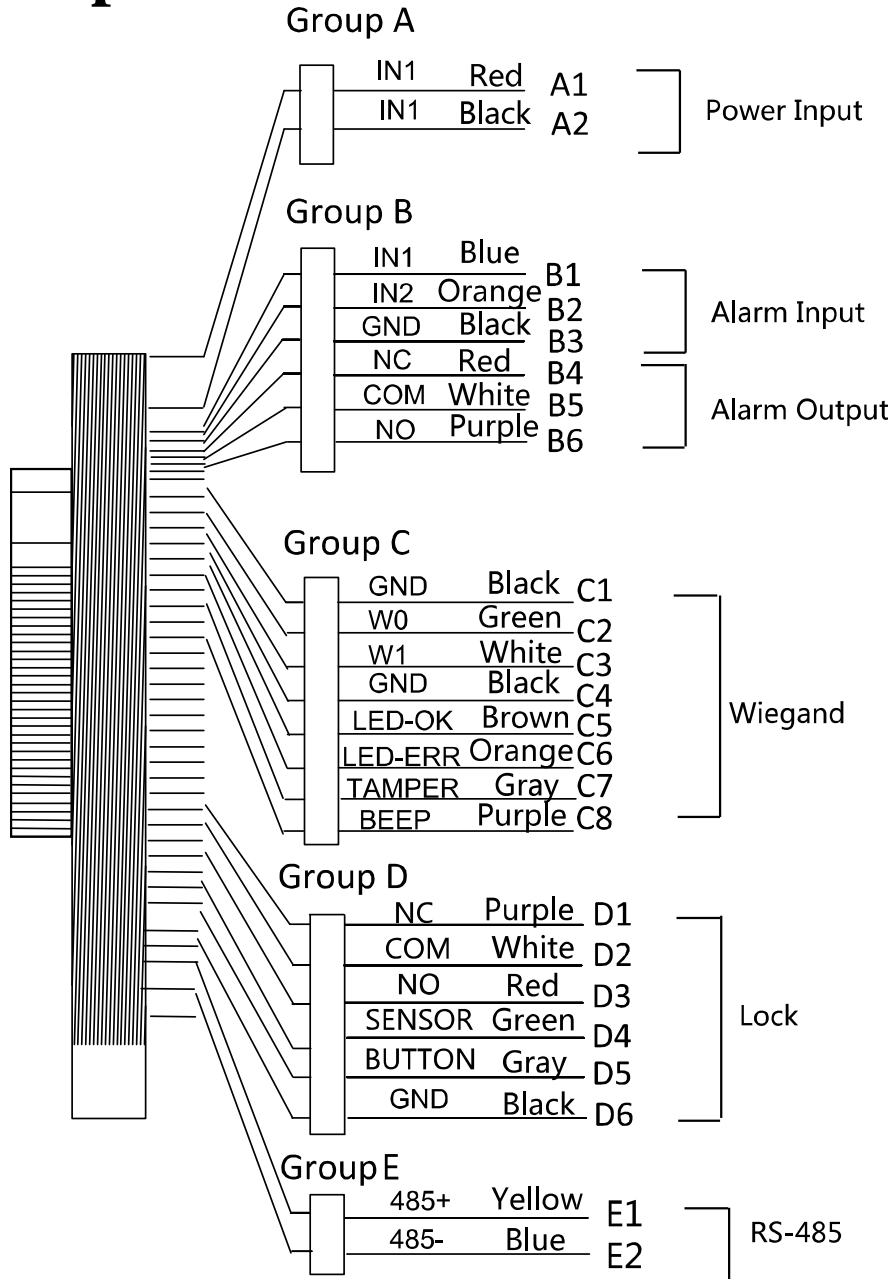 Group A
IN1 Red A1
IN1 Black A2
Power Input
Group B
IN1 Blue B1
IN2 Orange B2
GND Black B3
Alarm Input
NC Red B4
COM White B5
NO Purple B6
Alarm Output
Group C
GND Black C1
W0 Green C2
W1 White C3
GND Black C4
LED-OK Brown C5
LED-ERR Orange C6
TAMPER Gray C7
BEEP Purple C8
Wiegand
Group D
NC Purple D1
COM White D2
NO Red D3
SENSOR Green D4
BUTTON Gray D5
GND Black D6
Lock
Group E
485+ Yellow E1
485- Blue E2
RS-485